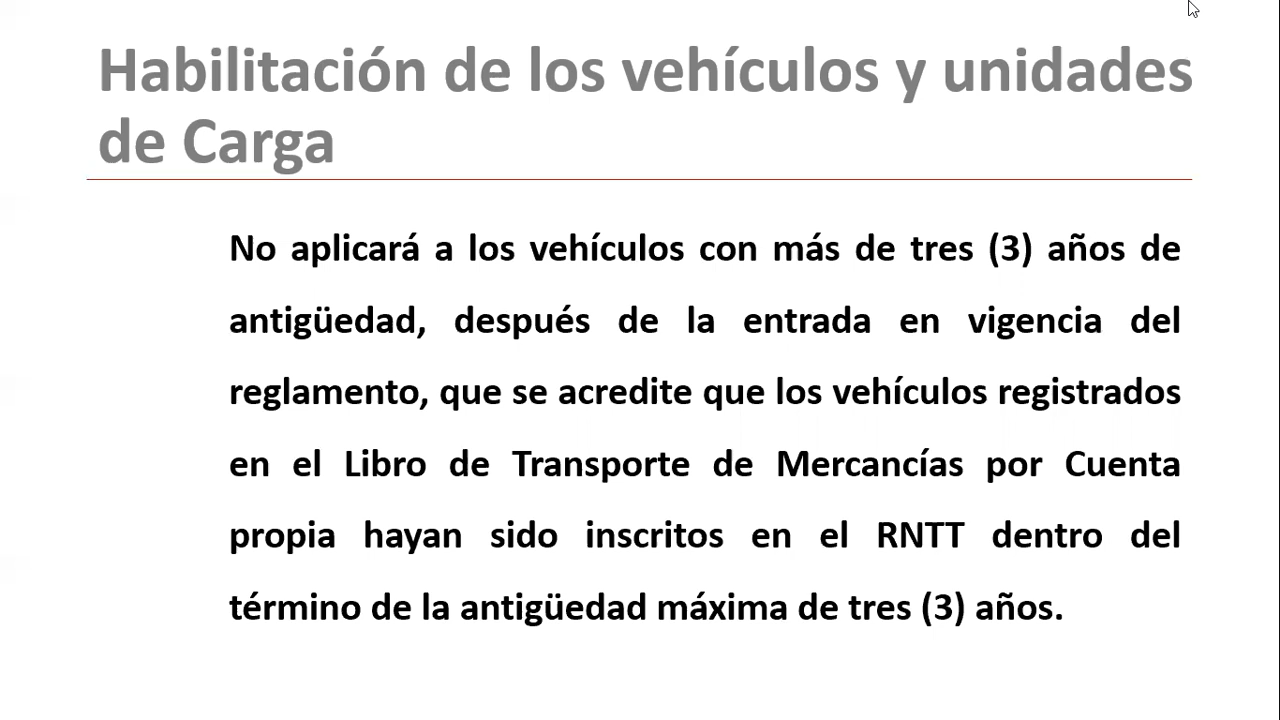 Habilitación de los vehículos y unidades
de Carga
No aplicará a los vehículos con más de tres (3) años de
antigüedad, después de la entrada en vigencia del
reglamento, que se acredite que los vehículos registrados
en el Libro de Transporte de Mercancías por Cuenta
propia hayan sido inscritos en el RNTT dentro del
término de la antigüedad máxima de tres (3) años.